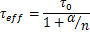 τ_eff = τ_0 / (1 + α/n)